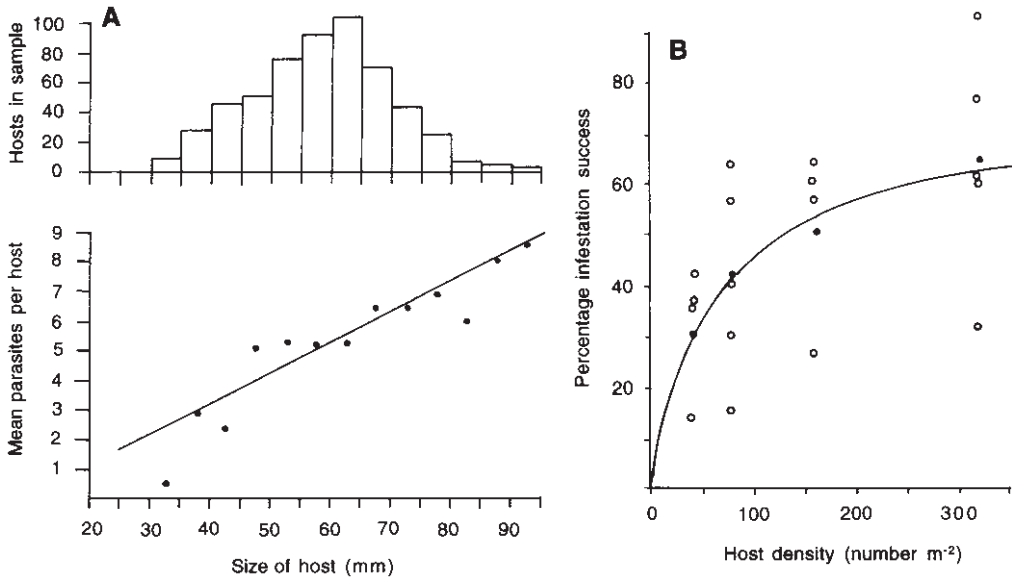 A
Hosts in sample
100
80
60
40
20
0
Mean parasites per host
9
8
7
6
5
4
3
2
1
20 30 40 50 60 70 80 90
Size of host (mm)
B
Percentage infestation success
80
60
40
20
0 100 200 300
Host density (number m⁻²)